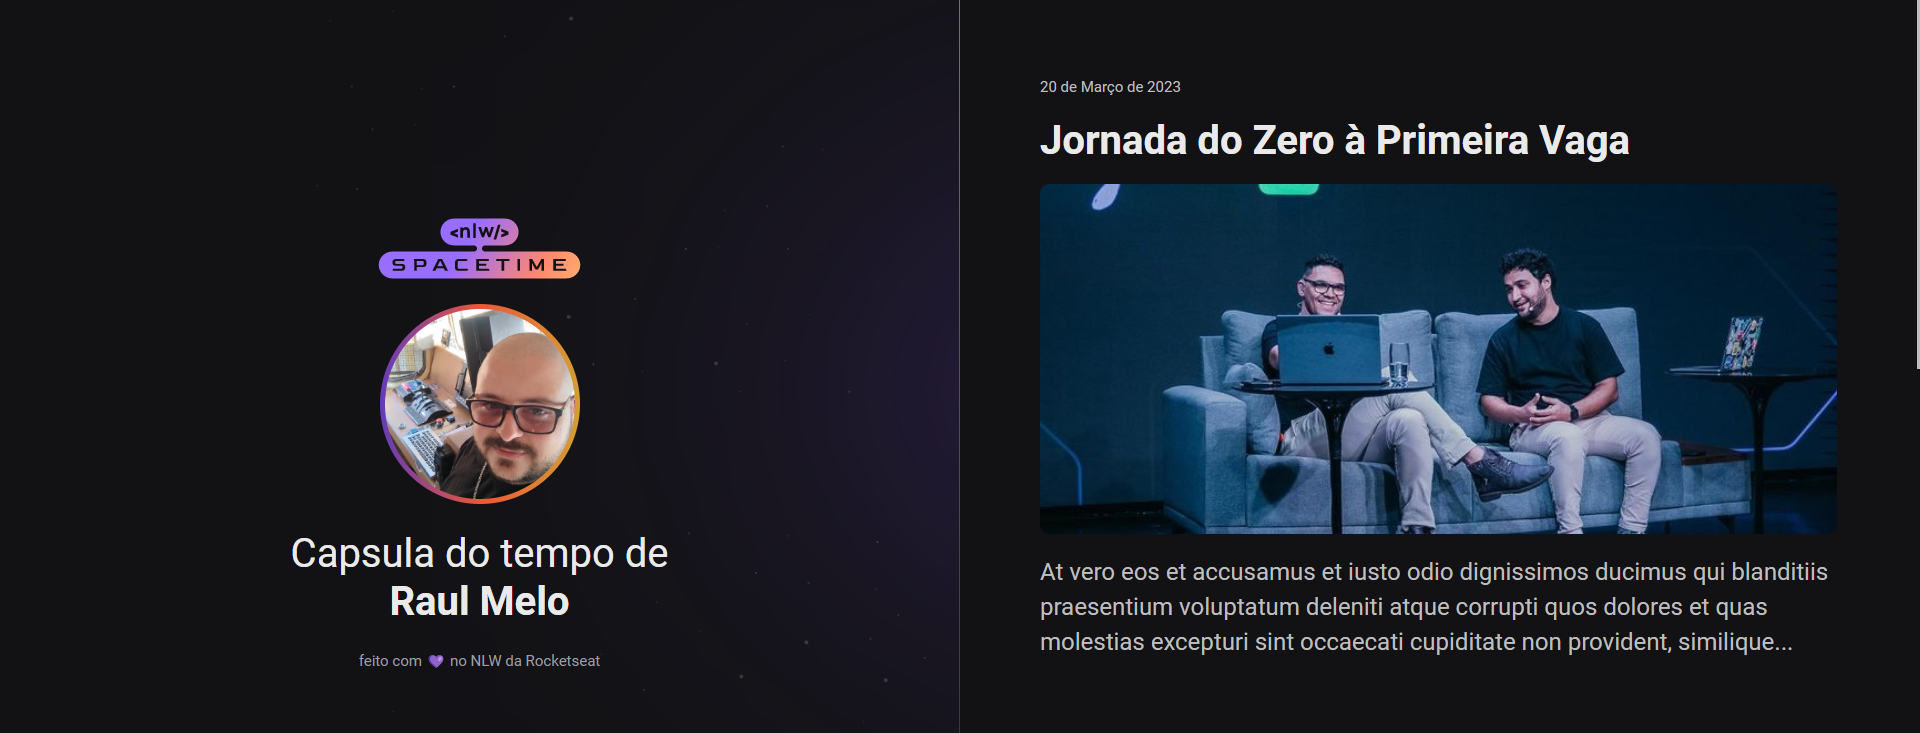 <nlw/>
SPACETIME
Capsula do tempo de
Raul Melo
feito com 💜 no NLW da Rocketseat
20 de Março de 2023
Jornada do Zero à Primeira Vaga
At vero eos et accusamus et iusto odio dignissimos ducimus qui blanditiis
praesentium voluptatum deleniti atque corrupti quos dolores et quas
molestias excepturi sint occaecati cupiditate non provident, similique...